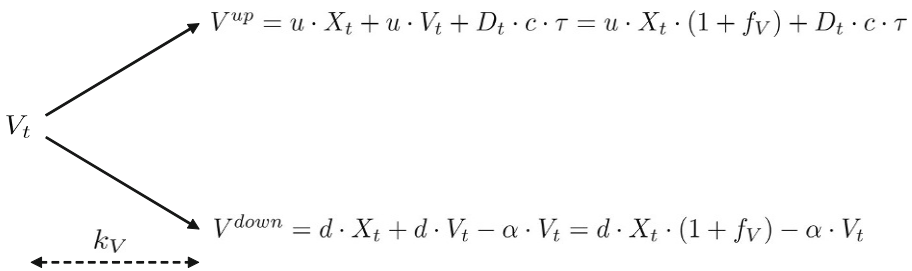 V^{up} = u · X_t + u · V_t + D_t · c · τ = u · X_t · (1 + f_V) + D_t · c · τ
V_t
V^{down} = d · X_t + d · V_t − α · V_t = d · X_t · (1 + f_V) − α · V_t
k_V